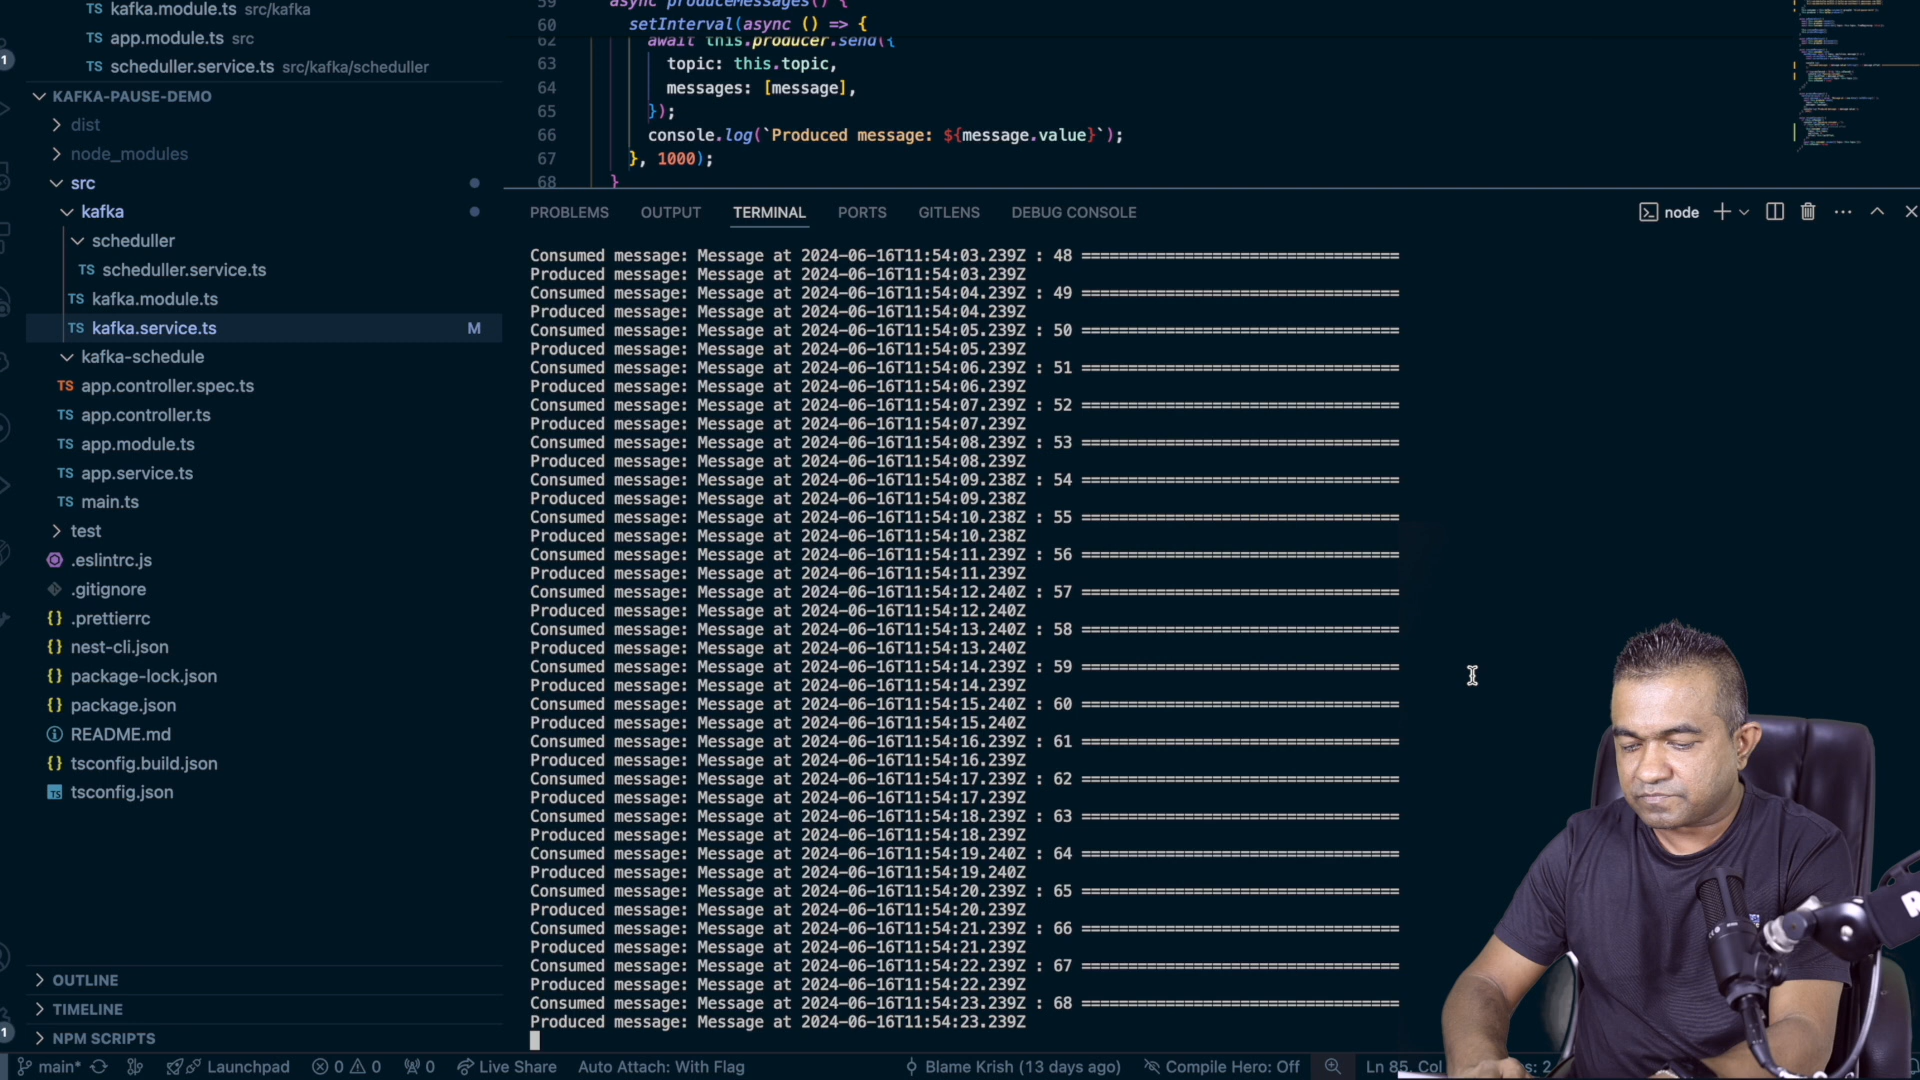 kafka.module.ts src/kafka
app.module.ts src
scheduller.service.ts src/kafka/scheduller
KAFKA-PAUSE-DEMO
dist
node_modules
src
kafka
scheduller
TS scheduller.service.ts
TS kafka.module.ts
TS kafka.service.ts M
kafka-schedule
TS app.controller.spec.ts
TS app.controller.ts
TS app.module.ts
TS app.service.ts
TS main.ts
test
.eslintrc.js
.gitignore
{} .prettierrc
{} nest-cli.json
{} package-lock.json
{} package.json
README.md
{} tsconfig.build.json
TS tsconfig.json
OUTLINE
TIMELINE
NPM SCRIPTS
1
1
59 async produceMessages() {
60 setInterval(async () => {
62 await this.producer.send({
63 topic: this.topic,
64 messages: [message],
65 });
66 console.log(`Produced message: ${message.value}`);
67 }, 1000);
68 }
PROBLEMS OUTPUT TERMINAL PORTS GITLENS DEBUG CONSOLE node
Consumed message: Message at 2024-06-16T11:54:03.239Z : 48 ==================================
Produced message: Message at 2024-06-16T11:54:03.239Z
Consumed message: Message at 2024-06-16T11:54:04.239Z : 49 ==================================
Produced message: Message at 2024-06-16T11:54:04.239Z
Consumed message: Message at 2024-06-16T11:54:05.239Z : 50 ==================================
Produced message: Message at 2024-06-16T11:54:05.239Z
Consumed message: Message at 2024-06-16T11:54:06.239Z : 51 ==================================
Produced message: Message at 2024-06-16T11:54:06.239Z
Consumed message: Message at 2024-06-16T11:54:07.239Z : 52 ==================================
Produced message: Message at 2024-06-16T11:54:07.239Z
Consumed message: Message at 2024-06-16T11:54:08.239Z : 53 ==================================
Produced message: Message at 2024-06-16T11:54:08.239Z
Consumed message: Message at 2024-06-16T11:54:09.238Z : 54 ==================================
Produced message: Message at 2024-06-16T11:54:09.238Z
Consumed message: Message at 2024-06-16T11:54:10.238Z : 55 ==================================
Produced message: Message at 2024-06-16T11:54:10.238Z
Consumed message: Message at 2024-06-16T11:54:11.239Z : 56 ==================================
Produced message: Message at 2024-06-16T11:54:11.239Z
Consumed message: Message at 2024-06-16T11:54:12.240Z : 57 ==================================
Produced message: Message at 2024-06-16T11:54:12.240Z
Consumed message: Message at 2024-06-16T11:54:13.240Z : 58 ==================================
Produced message: Message at 2024-06-16T11:54:13.240Z
Consumed message: Message at 2024-06-16T11:54:14.239Z : 59 ==================================
Produced message: Message at 2024-06-16T11:54:14.239Z
Consumed message: Message at 2024-06-16T11:54:15.240Z : 60 ==================================
Produced message: Message at 2024-06-16T11:54:15.240Z
Consumed message: Message at 2024-06-16T11:54:16.239Z : 61 ==================================
Produced message: Message at 2024-06-16T11:54:16.239Z
Consumed message: Message at 2024-06-16T11:54:17.239Z : 62 ==================================
Produced message: Message at 2024-06-16T11:54:17.239Z
Consumed message: Message at 2024-06-16T11:54:18.239Z : 63 ==================================
Produced message: Message at 2024-06-16T11:54:18.239Z
Consumed message: Message at 2024-06-16T11:54:19.240Z : 64 ==================================
Produced message: Message at 2024-06-16T11:54:19.240Z
Consumed message: Message at 2024-06-16T11:54:20.239Z : 65 ==================================
Produced message: Message at 2024-06-16T11:54:20.239Z
Consumed message: Message at 2024-06-16T11:54:21.239Z : 66 ==================================
Produced message: Message at 2024-06-16T11:54:21.239Z
Consumed message: Message at 2024-06-16T11:54:22.239Z : 67 ==================================
Produced message: Message at 2024-06-16T11:54:22.239Z
Consumed message: Message at 2024-06-16T11:54:23.239Z : 68 ==================================
Produced message: Message at 2024-06-16T11:54:23.239Z
main* Launchpad 0 0 0 Live Share Auto Attach: With Flag Blame Krish (13 days ago) Compile Hero: Off Ln 85, Col : 2